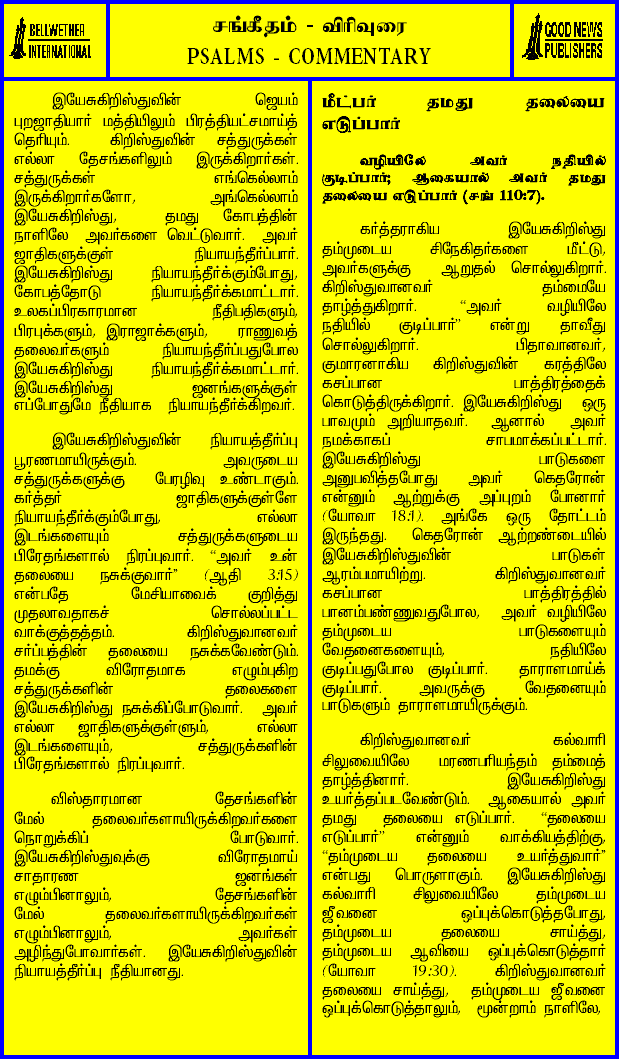 BELLWETHER
INTERNATIONAL
சங்கீதம் - விரிவுரை
PSALMS - COMMENTARY
GOOD NEWS
PUBLISHERS
இயேசுகிறிஸ்துவின் ஜெயம்
புறஜாதியார் மத்தியிலும் பிரத்தியட்சமாய்த்
தெரியும். கிறிஸ்துவின் சத்துருக்கள்
எல்லா தேசங்களிலும் இருக்கிறார்கள்.
சத்துருக்கள் எங்கெல்லாம்
இருக்கிறார்களோ, அங்கெல்லாம்
இயேசுகிறிஸ்து, தமது கோபத்தின்
நாளிலே அவர்களை வெட்டுவார். அவர்
ஜாதிகளுக்குள் நியாயந்தீர்ப்பார்.
இயேசுகிறிஸ்து நியாயந்தீர்க்கும்போது,
கோபத்தோடு நியாயந்தீர்க்கமாட்டார்.
உலகப்பிரகாரமான நீதிபதிகளும்,
பிரபுக்களும், இராஜாக்களும், ராணுவத்
தலைவர்களும் நியாயந்தீர்ப்பதுபோல
இயேசுகிறிஸ்து நியாயந்தீர்க்கமாட்டார்.
இயேசுகிறிஸ்து ஜனங்களுக்குள்
எப்போதுமே நீதியாக நியாயந்தீர்க்கிறவர்.
இயேசுகிறிஸ்துவின் நியாயத்தீர்ப்பு
பூரணமாயிருக்கும். அவருடைய
சத்துருக்களுக்கு பேரழிவு உண்டாகும்.
கர்த்தர் ஜாதிகளுக்குள்ளே
நியாயந்தீர்க்கும்போது, எல்லா
இடங்களையும் சத்துருக்களுடைய
பிரேதங்களால் நிரப்புவார். "அவர் உன்
தலையை நசுக்குவார்" (ஆதி 3:15)
என்பதே மேசியாவைக் குறித்து
முதலாவதாகச் சொல்லப்பட்ட
வாக்குத்தத்தம். கிறிஸ்துவானவர்
சர்ப்பத்தின் தலையை நசுக்கவேண்டும்.
தமக்கு விரோதமாக எழும்புகிற
சத்துருக்களின் தலைகளை
இயேசுகிறிஸ்து நசுக்கிப்போடுவார். அவர்
எல்லா ஜாதிகளுக்குள்ளும், எல்லா
இடங்களையும், சத்துருக்களின்
பிரேதங்களால் நிரப்புவார்.
விஸ்தாரமான தேசங்களின்
மேல் தலைவர்களாயிருக்கிறவர்களை
நொறுக்கிப் போடுவார்.
இயேசுகிறிஸ்துவுக்கு விரோதமாய்
சாதாரண ஜனங்கள்
எழும்பினாலும், தேசங்களின்
மேல் தலைவர்களாயிருக்கிறவர்கள்
எழும்பினாலும், அவர்கள்
அழிந்துபோவார்கள். இயேசுகிறிஸ்துவின்
நியாயத்தீர்ப்பு நீதியானது.
மீட்பர் தமது தலையை
எடுப்பார்
வழியிலே அவர் நதியில்
குடிப்பார்; ஆகையால் அவர் தமது
தலையை எடுப்பார் (சங் 110:7).
கர்த்தராகிய இயேசுகிறிஸ்து
தம்முடைய சிநேகிதர்களை மீட்டு,
அவர்களுக்கு ஆறுதல் சொல்லுகிறார்.
கிறிஸ்துவானவர் தம்மையே
தாழ்த்துகிறார். "அவர் வழியிலே
நதியில் குடிப்பார்" என்று தாவீது
சொல்லுகிறார். பிதாவானவர்,
குமாரனாகிய கிறிஸ்துவின் கரத்திலே
கசப்பான பாத்திரத்தைக்
கொடுத்திருக்கிறார். இயேசுகிறிஸ்து ஒரு
பாவமும் அறியாதவர். ஆனால் அவர்
நமக்காகப் சாபமாக்கப்பட்டார்.
இயேசுகிறிஸ்து பாடுகளை
அனுபவித்தபோது அவர் கெதரோன்
என்னும் ஆற்றுக்கு அப்புறம் போனார்
(யோவா 18:1). அங்கே ஒரு தோட்டம்
இருந்தது. கெதரோன் ஆற்றண்டையில்
இயேசுகிறிஸ்துவின் பாடுகள்
ஆரம்பமாயிற்று. கிறிஸ்துவானவர்
கசப்பான பாத்திரத்தில்
பானம்பண்ணுவதுபோல, அவர் வழியிலே
தம்முடைய பாடுகளையும்
வேதனைகளையும், நதியிலே
குடிப்பதுபோல குடிப்பார். தாராளமாய்க்
குடிப்பார். அவருக்கு வேதனையும்
பாடுகளும் தாராளமாயிருக்கும்.
கிறிஸ்துவானவர் கல்வாரி
சிலுவையிலே மரணபரியந்தம் தம்மைத்
தாழ்த்தினார். இயேசுகிறிஸ்து
உயர்த்தப்படவேண்டும். ஆகையால் அவர்
தமது தலையை எடுப்பார். "தலையை
எடுப்பார்" என்னும் வாக்கியத்திற்கு,
"தம்முடைய தலையை உயர்த்துவார்"
என்பது பொருளாகும். இயேசுகிறிஸ்து
கல்வாரி சிலுவையிலே தம்முடைய
ஜீவனை ஒப்புக்கொடுத்தபோது,
தம்முடைய தலையை சாய்த்து,
தம்முடைய ஆவியை ஒப்புக்கொடுத்தார்
(யோவா 19:30). கிறிஸ்துவானவர்
தலையை சாய்த்து, தம்முடைய ஜீவனை
ஒப்புக்கொடுத்தாலும், மூன்றாம் நாளிலே,